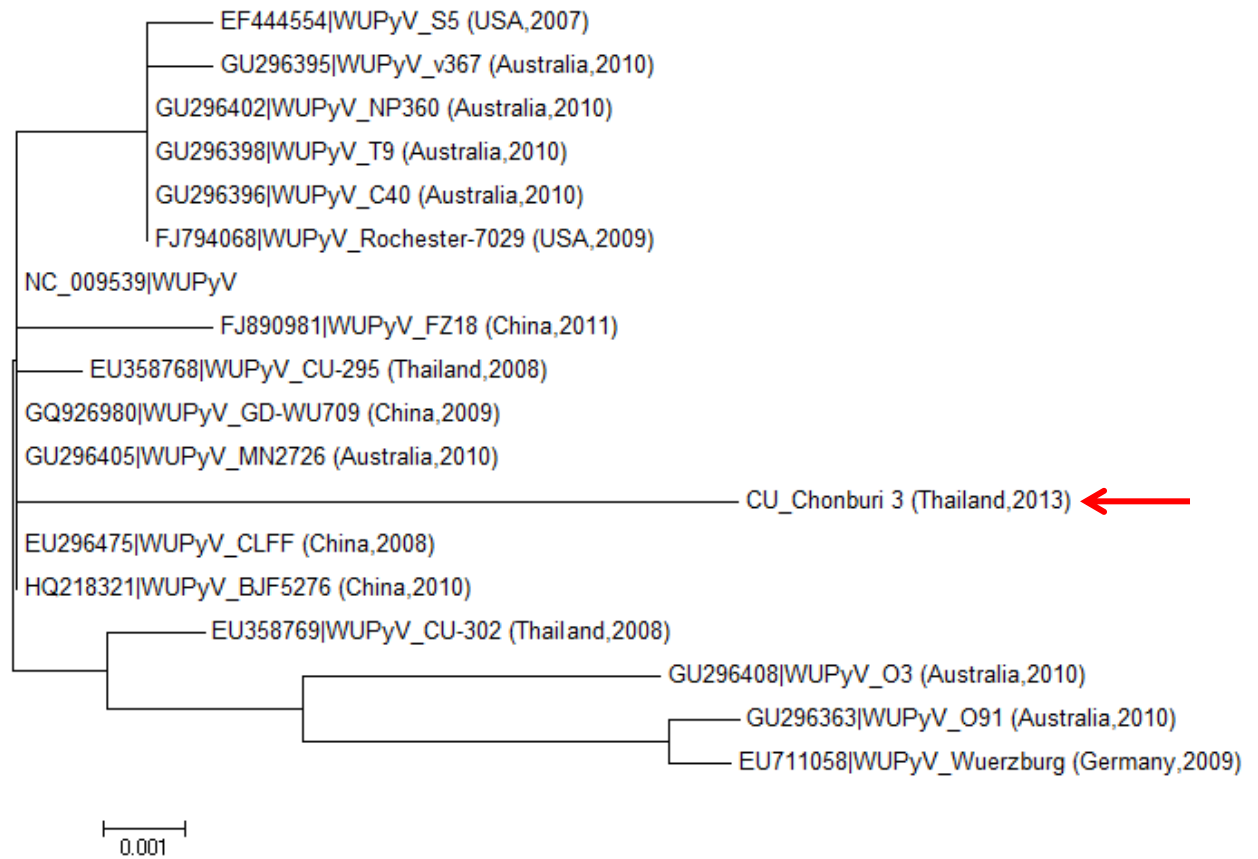 EF444554|WUPyV_S5 (USA,2007)
GU296395|WUPyV_v367 (Australia,2010)
GU296402|WUPyV_NP360 (Australia,2010)
GU296398|WUPyV_T9 (Australia,2010)
GU296396|WUPyV_C40 (Australia,2010)
FJ794068|WUPyV_Rochester-7029 (USA,2009)
NC_009539|WUPyV
FJ890981|WUPyV_FZ18 (China,2011)
EU358768|WUPyV_CU-295 (Thailand,2008)
GQ926980|WUPyV_GD-WU709 (China,2009)
GU296405|WUPyV_MN2726 (Australia,2010)
CU_Chonburi 3 (Thailand,2013)
EU296475|WUPyV_CLFF (China,2008)
HQ218321|WUPyV_BJF5276 (China,2010)
EU358769|WUPyV_CU-302 (Thailand,2008)
GU296408|WUPyV_O3 (Australia,2010)
GU296363|WUPyV_O91 (Australia,2010)
EU711058|WUPyV_Wuerzburg (Germany,2009)
0.001